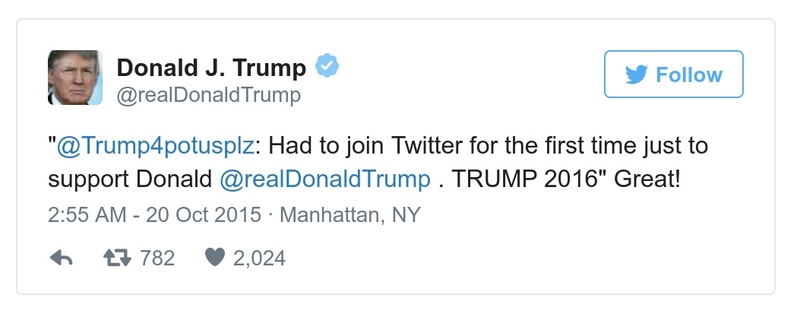 Donald J. Trump
@realDonaldTrump
Follow
"@Trump4potusplz: Had to join Twitter for the first time just to
support Donald @realDonaldTrump . TRUMP 2016" Great!
2:55 AM - 20 Oct 2015 · Manhattan, NY
782 2,024